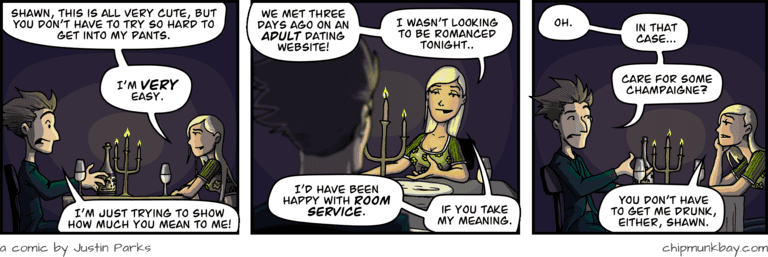 SHAWN, THIS IS ALL VERY CUTE, BUT
YOU DON'T HAVE TO TRY SO HARD TO
GET INTO MY PANTS.
I'M VERY
EASY.
I'M JUST TRYING TO SHOW
HOW MUCH YOU MEAN TO ME!
WE MET THREE
DAYS AGO ON AN
ADULT DATING
WEBSITE!
I WASN'T LOOKING
TO BE ROMANCED
TONIGHT..
IF YOU TAKE
MY MEANING.
I'D HAVE BEEN
HAPPY WITH ROOM
SERVICE.
OH.
IN THAT
CASE...
CARE FOR SOME
CHAMPAIGNE?
YOU DON'T HAVE
TO GET ME DRUNK,
EITHER, SHAWN.
a comic by Justin Parks
chipmunkbay.com